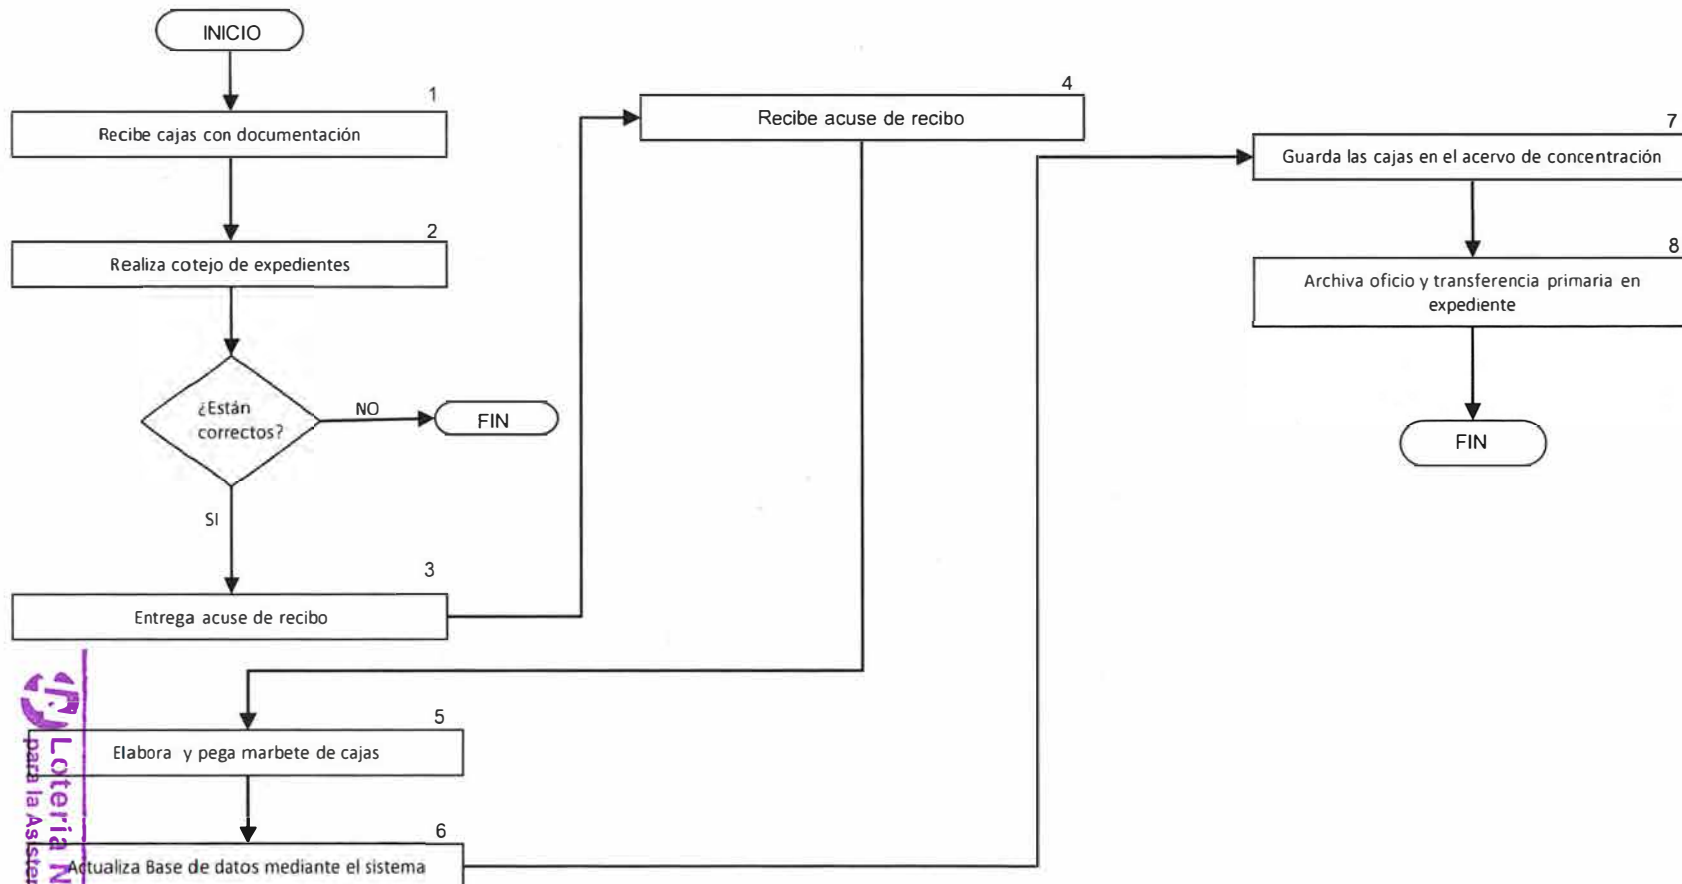 INICIO
1
Recibe cajas con documentación
2
Realiza cotejo de expedientes
¿Están
correctos?
NO
FIN
SI
3
Entrega acuse de recibo
4
Recibe acuse de recibo
5
Elabora y pega marbete de cajas
6
Actualiza Base de datos mediante el sistema
7
Guarda las cajas en el acervo de concentración
8
Archiva oficio y transferencia primaria en
expediente
FIN
Lotería N
para la Asisten